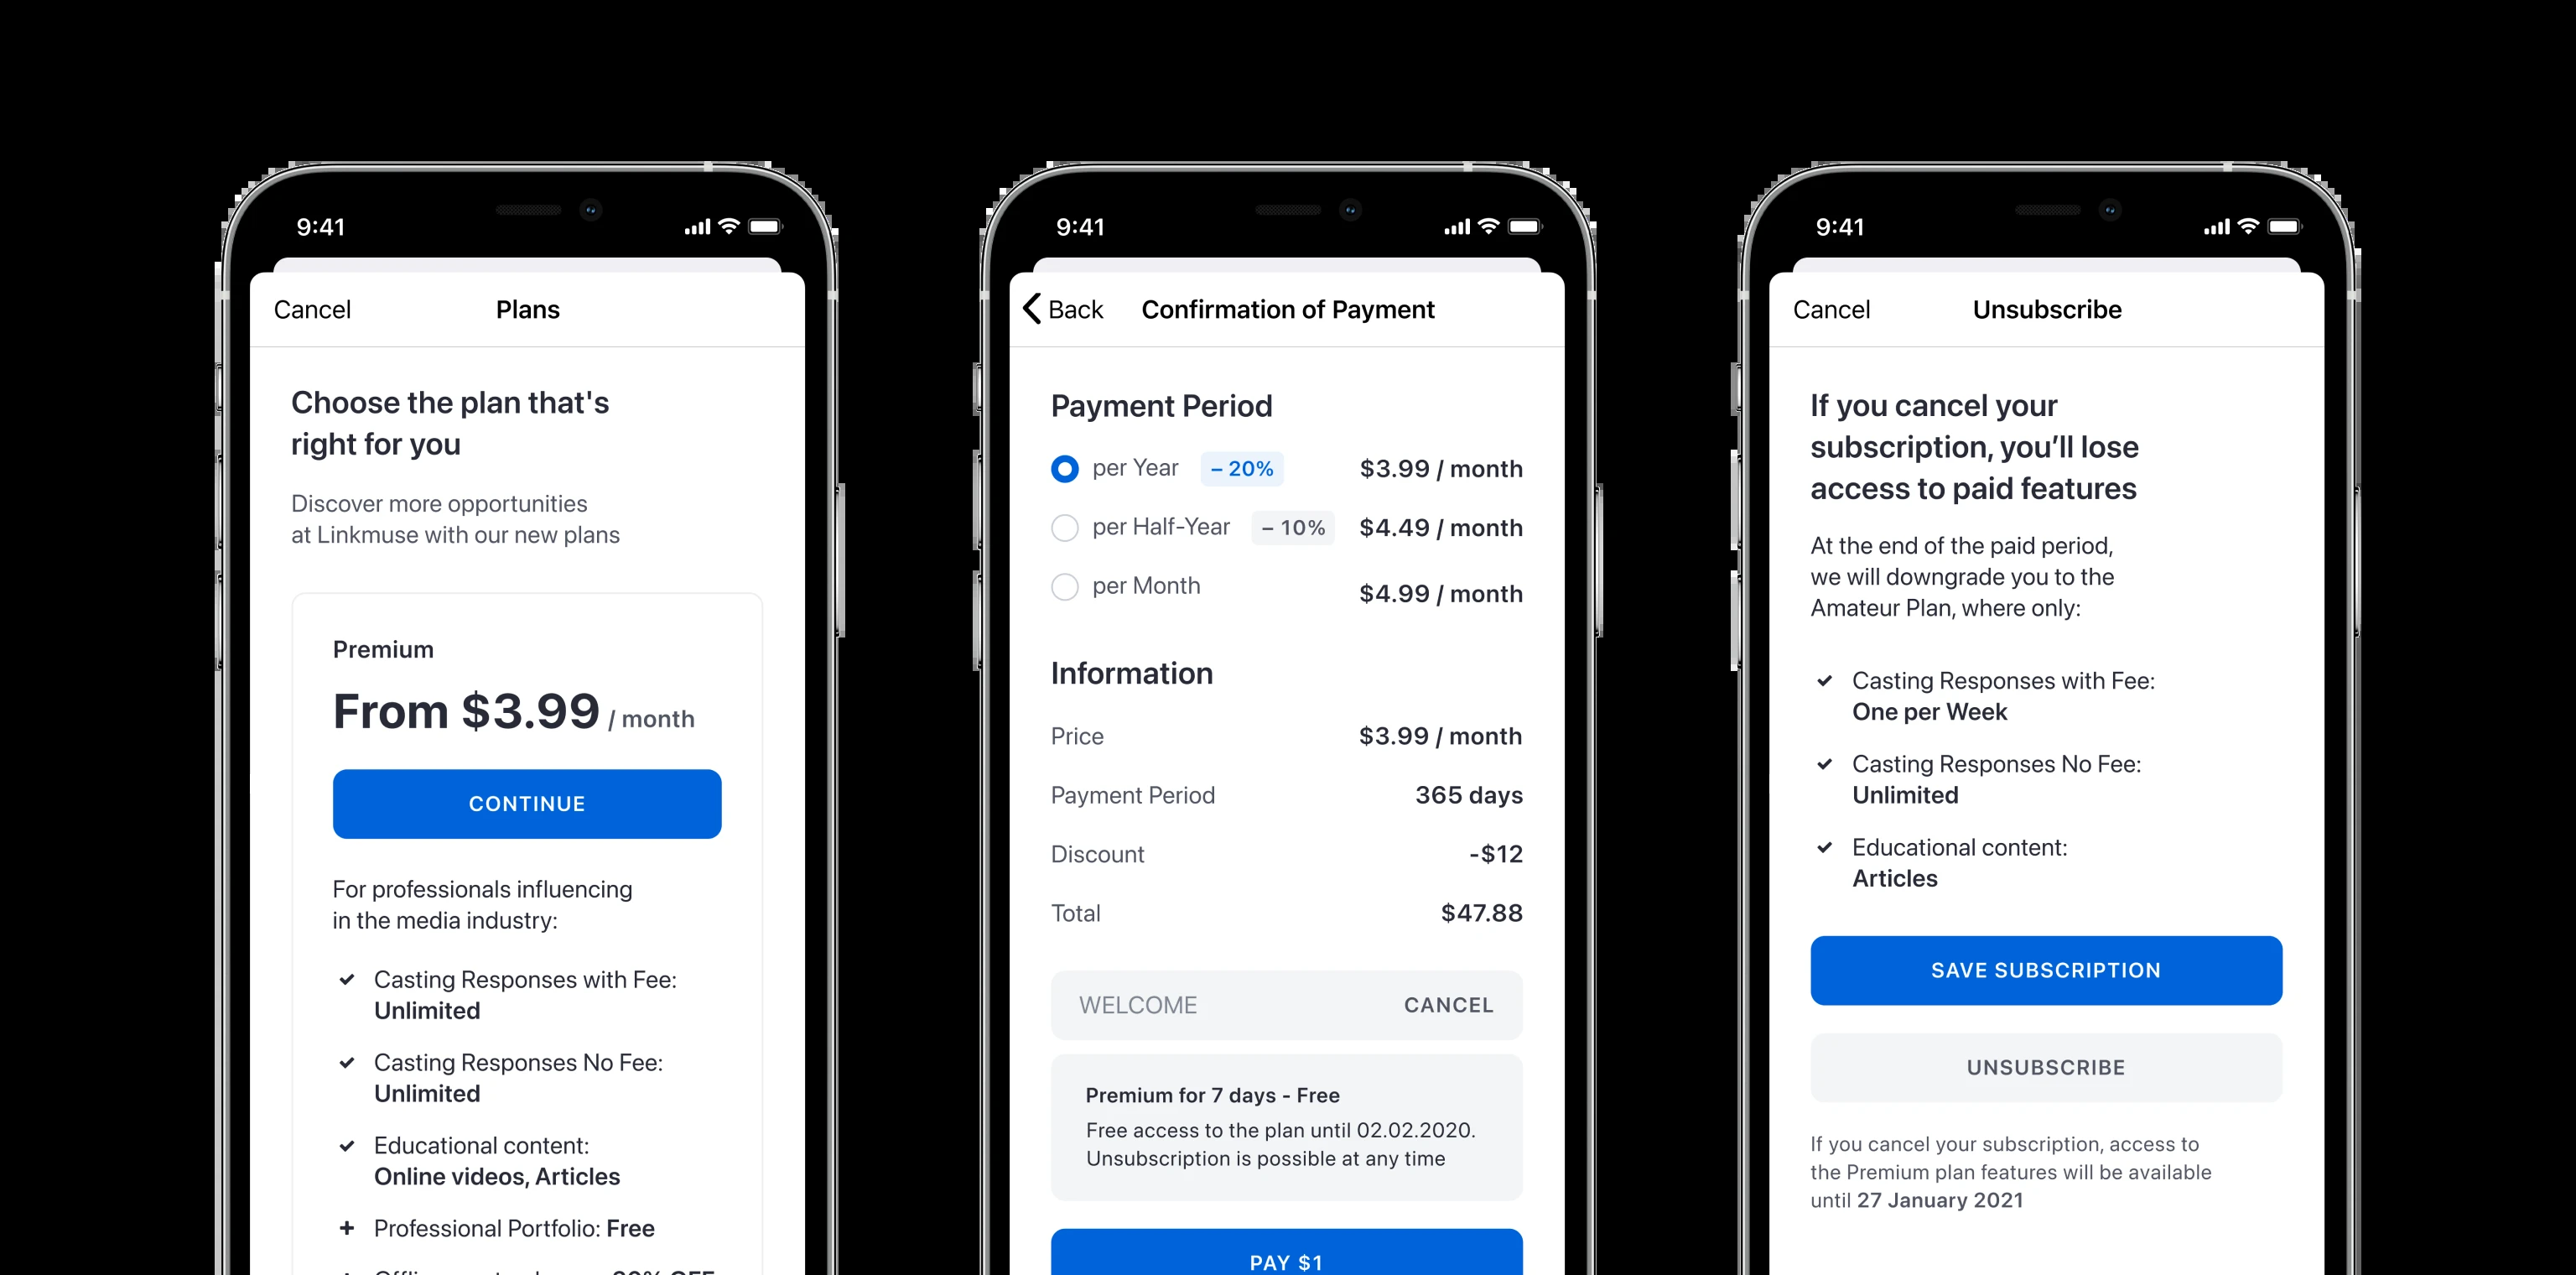 9:41
Cancel
Plans
Choose the plan that's
right for you
Discover more opportunities
at Linkmuse with our new plans
Premium
From $3.99 / month
CONTINUE
For professionals influencing
in the media industry:
Casting Responses with Fee:
Unlimited
Casting Responses No Fee:
Unlimited
Educational content:
Online videos, Articles
+ Professional Portfolio: Free
9:41
Back
Confirmation of Payment
Payment Period
per Year – 20% $3.99 / month
per Half-Year – 10% $4.49 / month
per Month $4.99 / month
Information
Price $3.99 / month
Payment Period 365 days
Discount -$12
Total $47.88
WELCOME CANCEL
Premium for 7 days - Free
Free access to the plan until 02.02.2020.
Unsubscription is possible at any time
PAY $1
9:41
Cancel
Unsubscribe
If you cancel your
subscription, you’ll lose
access to paid features
At the end of the paid period,
we will downgrade you to the
Amateur Plan, where only:
Casting Responses with Fee:
One per Week
Casting Responses No Fee:
Unlimited
Educational content:
Articles
SAVE SUBSCRIPTION
UNSUBSCRIBE
If you cancel your subscription, access to
the Premium plan features will be available
until 27 January 2021